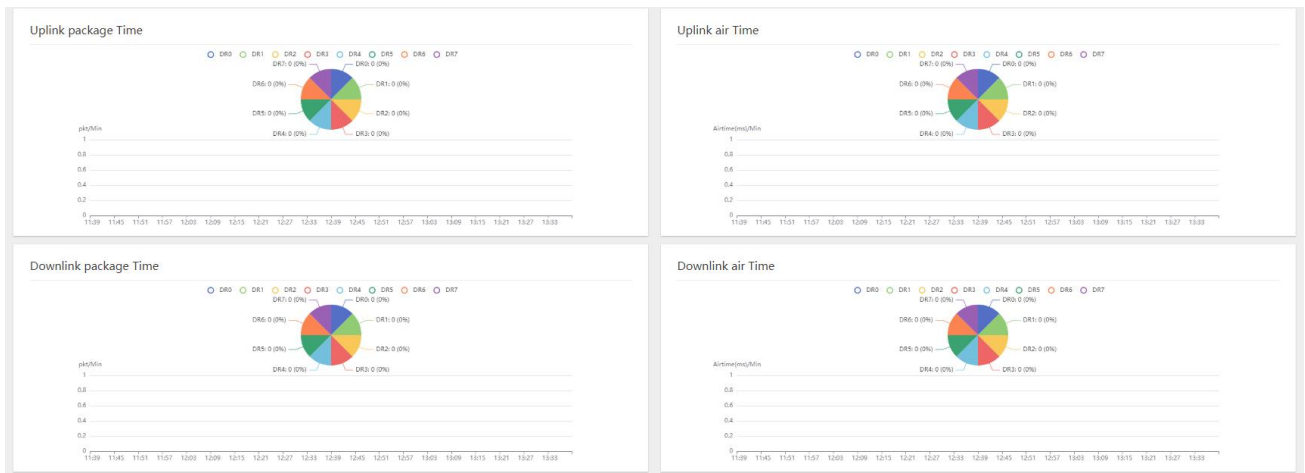 Uplink package Time
DR0 DR1 DR2 DR3 DR4 DR5 DR6 DR7
DR7: 0 (0%) DR0: 0 (0%)
DR6: 0 (0%) DR1: 0 (0%)
DR5: 0 (0%) DR2: 0 (0%)
DR4: 0 (0%) DR3: 0 (0%)
pkt/Min
1
0.8
0.6
0.4
0.2
0
11:39 11:45 11:51 11:57 12:03 12:09 12:15 12:21 12:27 12:33 12:39 12:45 12:51 12:57 13:03 13:09 13:15 13:21 13:27 13:33
Uplink air Time
DR0 DR1 DR2 DR3 DR4 DR5 DR6 DR7
DR7: 0 (0%) DR0: 0 (0%)
DR6: 0 (0%) DR1: 0 (0%)
DR5: 0 (0%) DR2: 0 (0%)
DR4: 0 (0%) DR3: 0 (0%)
Airtime(ms)/Min
1
0.8
0.6
0.4
0.2
0
11:39 11:45 11:51 11:57 12:03 12:09 12:15 12:21 12:27 12:33 12:39 12:45 12:51 12:57 13:03 13:09 13:15 13:21 13:27 13:33
Downlink package Time
DR0 DR1 DR2 DR3 DR4 DR5 DR6 DR7
DR7: 0 (0%) DR0: 0 (0%)
DR6: 0 (0%) DR1: 0 (0%)
DR5: 0 (0%) DR2: 0 (0%)
DR4: 0 (0%) DR3: 0 (0%)
pkt/Min
1
0.8
0.6
0.4
0.2
0
11:39 11:45 11:51 11:57 12:03 12:09 12:15 12:21 12:27 12:33 12:39 12:45 12:51 12:57 13:03 13:09 13:15 13:21 13:27 13:33
Downlink air Time
DR0 DR1 DR2 DR3 DR4 DR5 DR6 DR7
DR7: 0 (0%) DR0: 0 (0%)
DR6: 0 (0%) DR1: 0 (0%)
DR5: 0 (0%) DR2: 0 (0%)
DR4: 0 (0%) DR3: 0 (0%)
Airtime(ms)/Min
1
0.8
0.6
0.4
0.2
0
11:39 11:45 11:51 11:57 12:03 12:09 12:15 12:21 12:27 12:33 12:39 12:45 12:51 12:57 13:03 13:09 13:15 13:21 13:27 13:33